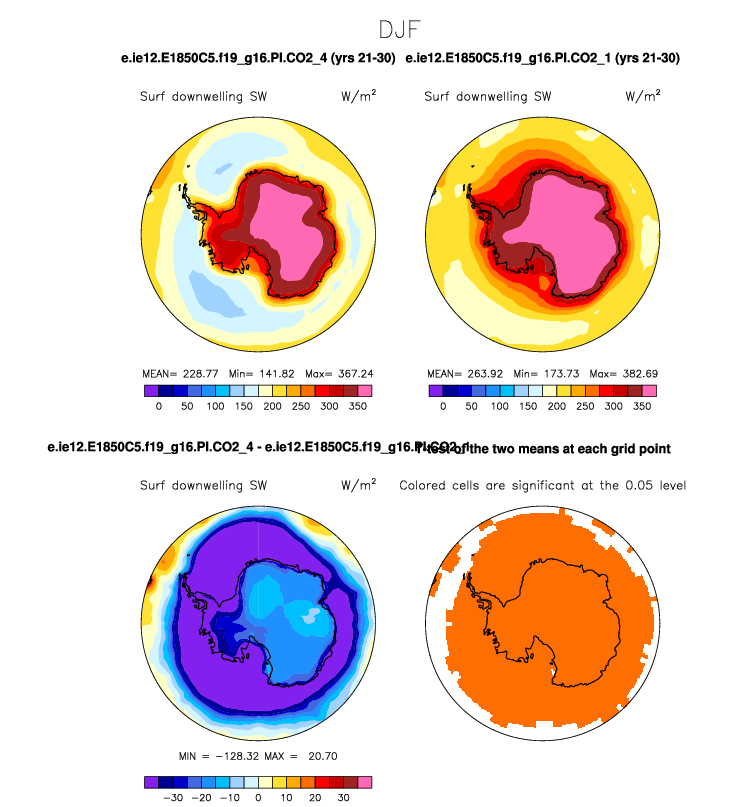 DJF
e.ie12.E1850C5.f19_g16.PI.CO2_4 (yrs 21-30) e.ie12.E1850C5.f19_g16.PI.CO2_1 (yrs 21-30)
Surf downwelling SW W/m² Surf downwelling SW W/m²
MEAN= 228.77 Min= 141.82 Max= 367.24 MEAN= 263.92 Min= 173.73 Max= 382.69
0 50 100 150 200 250 300 350 0 50 100 150 200 250 300 350
e.ie12.E1850C5.f19_g16.PI.CO2_4 - e.ie12.E1850C5.f19_g16.PI.CO2_1 T-test of the two means at each grid point
Surf downwelling SW W/m² Colored cells are significant at the 0.05 level
MIN = -128.32 MAX = 20.70
-30 -20 -10 0 10 20 30